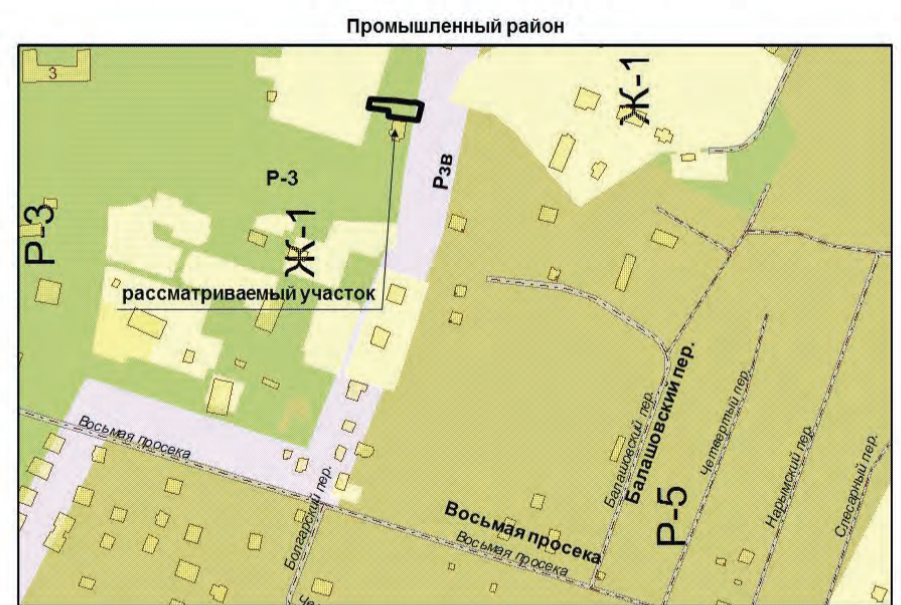 Промышленный район
3
Ж-1
Р-3
Рзв
Р-3
Ж-1
рассматриваемый участок
Восьмая просека
Болгарский пер.
Восьмая просека
Восьмая просека
Балашовский пер.
Балашовский пер.
Четвертый пер.
Р-5
Нарымский пер.
Слесарный пер.